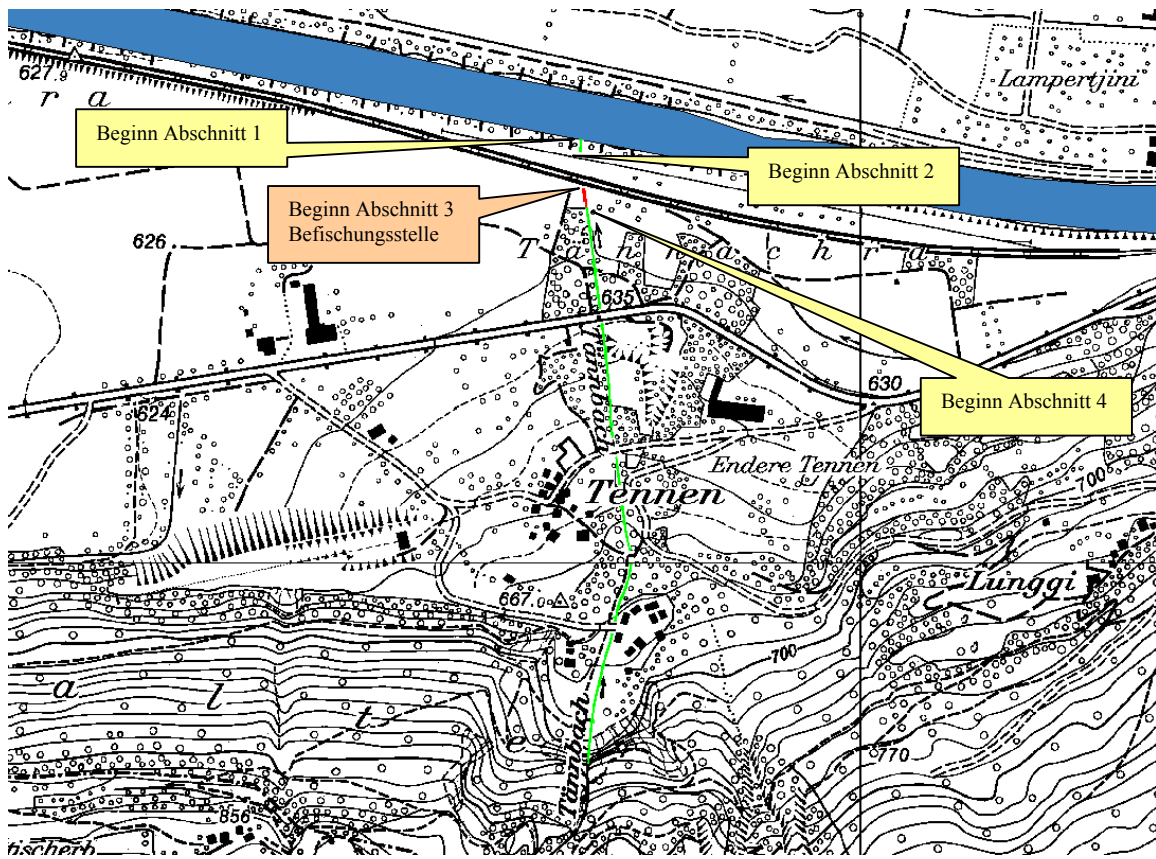 627.9
r a
Lampertjini
Beginn Abschnitt 1
Beginn Abschnitt 2
Beginn Abschnitt 3
Befischungsstelle
626
T ä n n ä c h r a
635
630
Beginn Abschnitt 4
624
Endere Tennen
Tennen
700
Lunggi
667.0
700
a l t e
Tambach
770
856